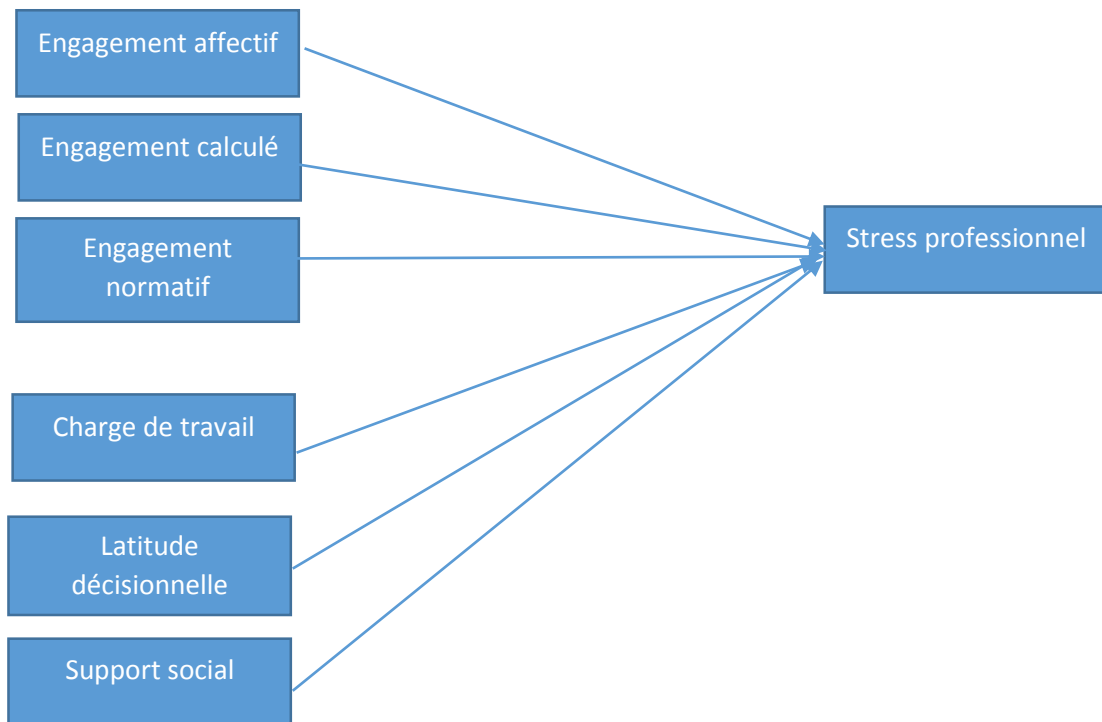 Engagement affectif
Engagement calculé
Engagement
normatif
Stress professionnel
Charge de travail
Latitude
décisionnelle
Support social